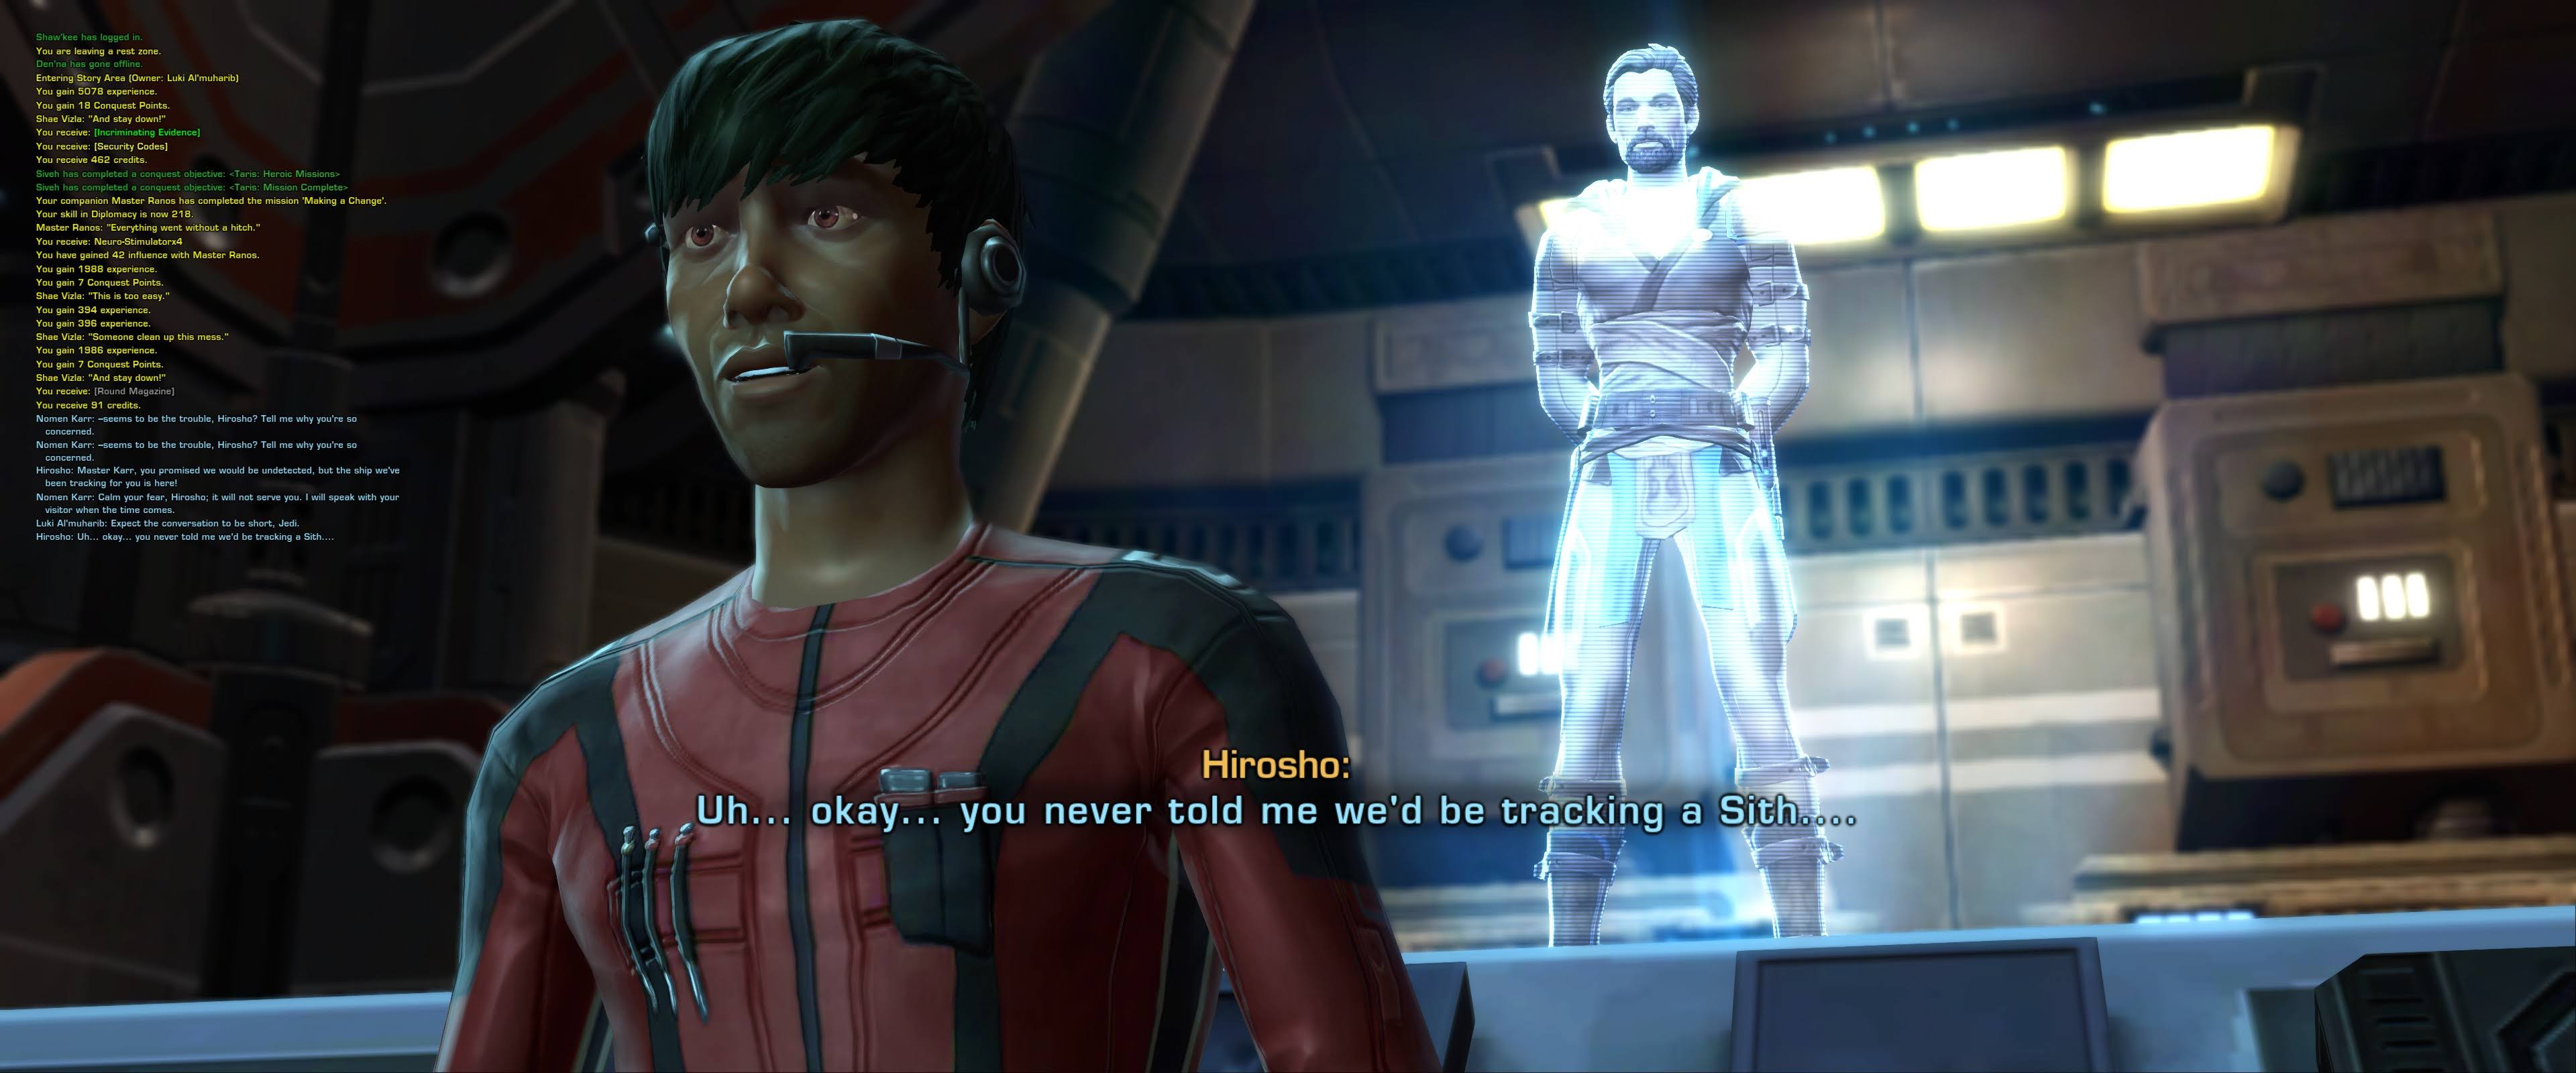 Shaw'kee has logged in.
You are leaving a rest zone.
Den'na has gone offline.
Entering Story Area (Owner: Luki Al'muharib)
You gain 5078 experience.
You gain 18 Conquest Points.
Shae Vizla: "And stay down!"
You receive: [Incriminating Evidence]
You receive: [Security Codes]
You receive 462 credits.
Siveh has completed a conquest objective: <Taris: Heroic Missions>
Siveh has completed a conquest objective: <Taris: Mission Complete>
Your companion Master Ranos has completed the mission 'Making a Change'.
Your skill in Diplomacy is now 218.
Master Ranos: "Everything went without a hitch."
You receive: Neuro-Stimulatorx4
You have gained 42 influence with Master Ranos.
You gain 1988 experience.
You gain 7 Conquest Points.
Shae Vizla: "This is too easy."
You gain 394 experience.
You gain 396 experience.
Shae Vizla: "Someone clean up this mess."
You gain 1986 experience.
You gain 7 Conquest Points.
Shae Vizla: "And stay down!"
You receive: [Round Magazine]
You receive 91 credits.
Nomen Karr: –seems to be the trouble, Hirosho? Tell me why you're so
concerned.
Nomen Karr: –seems to be the trouble, Hirosho? Tell me why you're so
concerned.
Hirosho: Master Karr, you promised we would be undetected, but the ship we've
been tracking for you is here!
Nomen Karr: Calm your fear, Hirosho; it will not serve you. I will speak with your
visitor when the time comes.
Luki Al'muharib: Expect the conversation to be short, Jedi.
Hirosho: Uh... okay... you never told me we'd be tracking a Sith....
Hirosho:
Uh... okay... you never told me we'd be tracking a Sith....